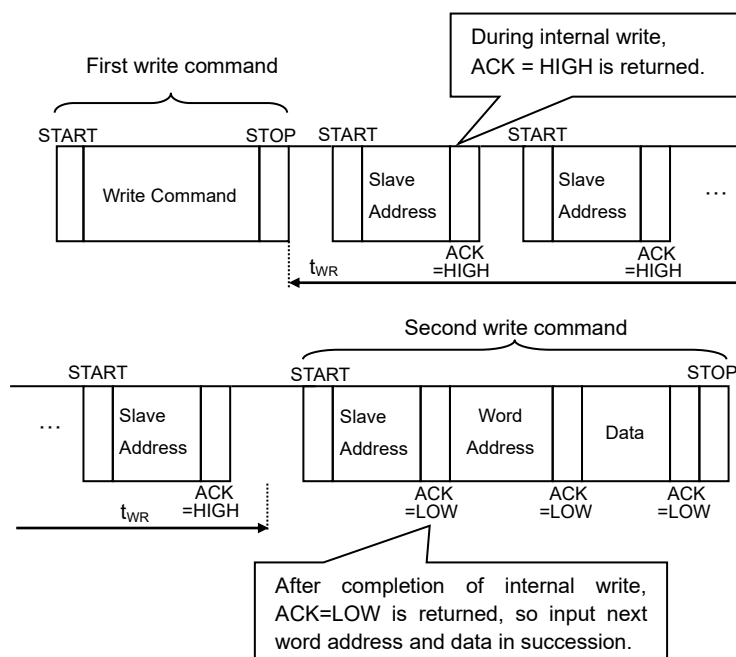 During internal write,
ACK = HIGH is returned.
First write command
START
STOP
START
START
Write Command
Slave
Address
Slave
Address
…
ACK
=HIGH
ACK
=HIGH
tWR
Second write command
START
START
STOP
…
Slave
Address
Slave
Address
Word
Address
Data
ACK
=HIGH
ACK
=LOW
ACK
=LOW
ACK
=LOW
tWR
After completion of internal write,
ACK=LOW is returned, so input next
word address and data in succession.